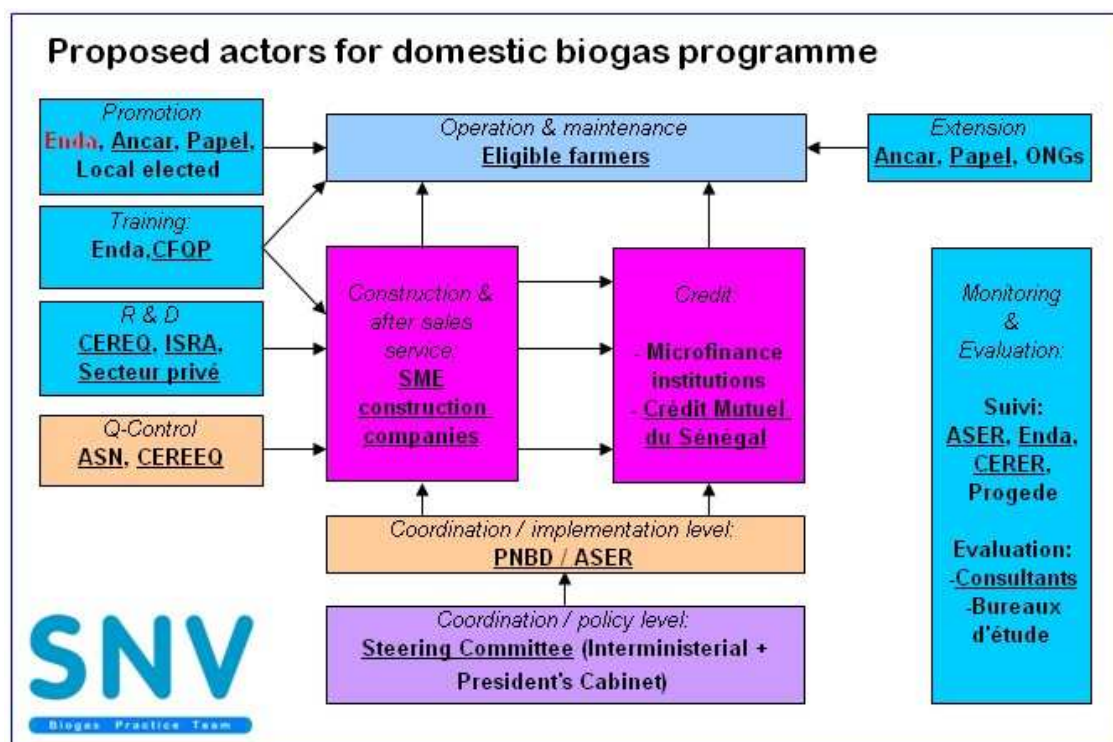 Proposed actors for domestic biogas programme
Promotion
Enda, Ancar, Papel,
Local elected
Operation & maintenance
Eligible farmers
Extension
Ancar, Papel, ONGs
Training:
Enda,CFQP
R & D
CEREQ, ISRA,
Secteur privé
Q-Control
ASN, CEREEQ
Construction &
after sales
service:
SME
construction
companies
Credit:
- Microfinance
institutions
- Crédit Mutuel
du Sénégal
Monitoring
&
Evaluation:
Suivi:
ASER, Enda,
CERER,
Progede
Evaluation:
-Consultants
-Bureaux
d'étude
Coordination / implementation level:
PNBD / ASER
Coordination / policy level:
Steering Committee (Interministerial +
President's Cabinet)
SNV
Biogas Practice Team